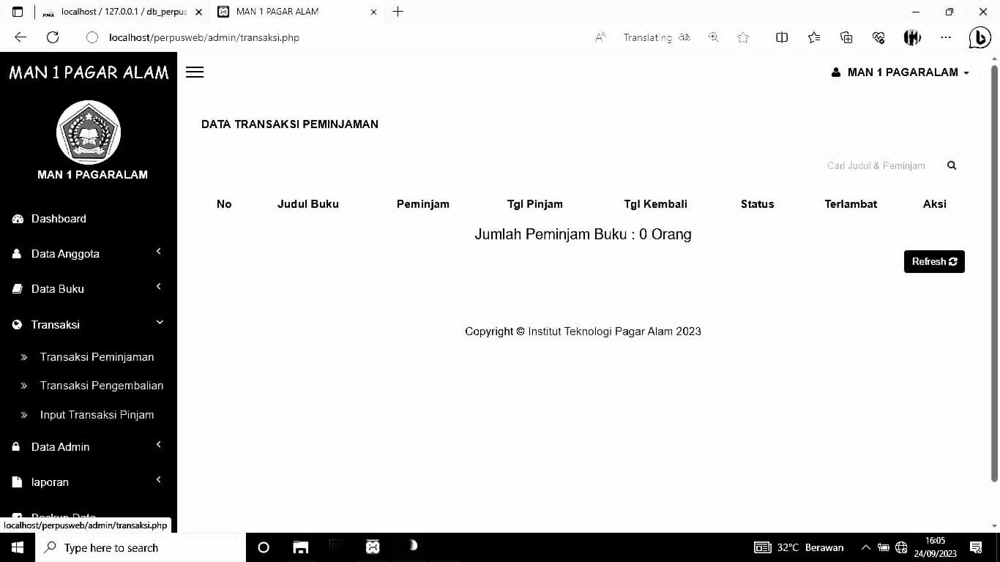 PMA localhost / 127.0.0.1 / db_perpus
MAN 1 PAGAR ALAM
localhost/perpusweb/admin/transaksi.php
Translating
MAN 1 PAGAR ALAM
MAN 1 PAGARALAM
MAN 1 PAGARALAM
Dashboard
Data Anggota
Data Buku
Transaksi
Transaksi Peminjaman
Transaksi Pengembalian
Input Transaksi Pinjam
Data Admin
laporan
Backup Data
DATA TRANSAKSI PEMINJAMAN
Cari Judul & Peminjam
No Judul Buku Peminjam Tgl Pinjam Tgl Kembali Status Terlambat Aksi
Jumlah Peminjam Buku : 0 Orang
Refresh
Copyright © Institut Teknologi Pagar Alam 2023
localhost/perpusweb/admin/transaksi.php
Type here to search
32°C Berawan
16:05
24/09/2023